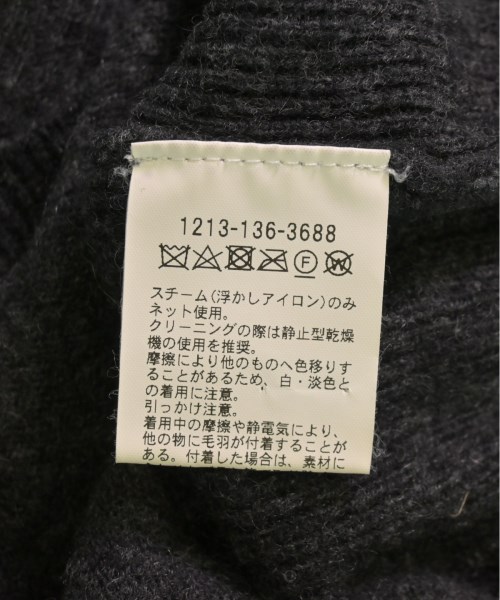 1213-136-3688
F W
スチーム(浮かしアイロン)のみ
ネット使用。
クリーニングの際は静止型乾燥
機の使用を推奨。
摩擦により他のものへ色移りす
ることがあるため、白・淡色と
の着用に注意。
引っかけ注意。
着用中の摩擦や静電気により、
他の物に毛羽が付着することが
ある。付着した場合は、素材に